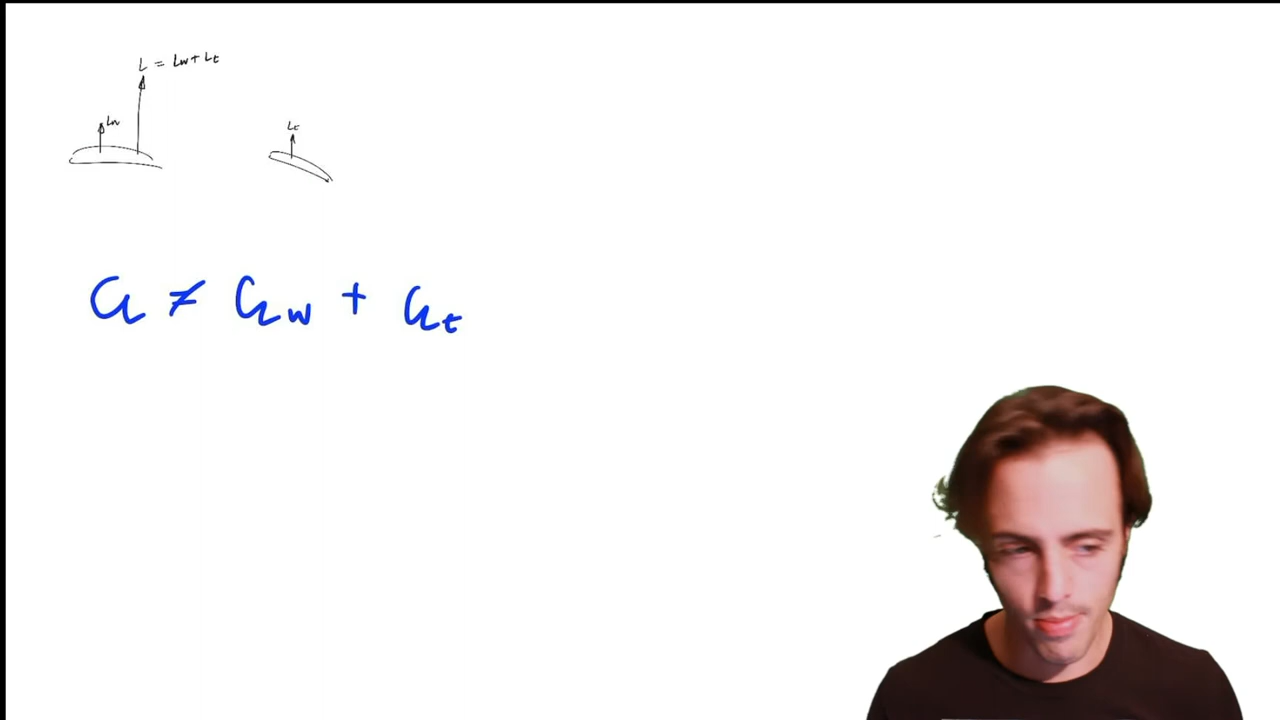 L = Lw + Lt
Lw
Lt
CL ≠ CLw + CLt